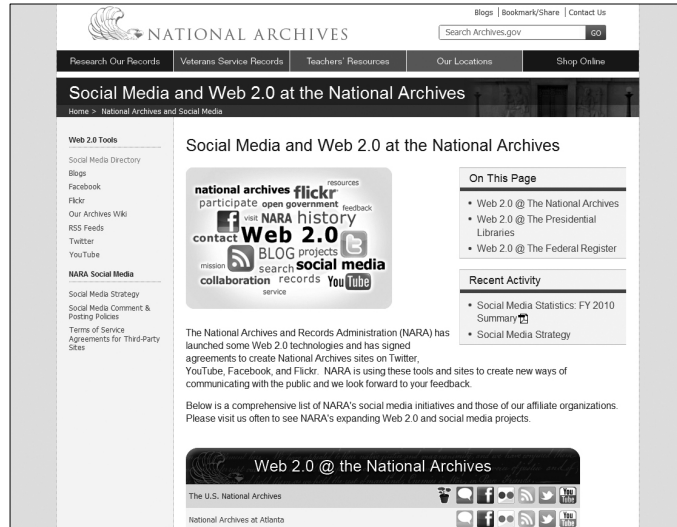 Blogs | Bookmark/Share | Contact Us
NATIONAL ARCHIVES
Search Archives.gov GO
Research Our Records Veterans Service Records Teachers' Resources Our Locations Shop Online
Social Media and Web 2.0 at the National Archives
Home > National Archives and Social Media
Web 2.0 Tools
Social Media Directory
Blogs
Facebook
Flickr
Our Archives Wiki
RSS Feeds
Twitter
YouTube
NARA Social Media
Social Media Strategy
Social Media Comment &
Posting Policies
Terms of Service
Agreements for Third-Party
Sites
Social Media and Web 2.0 at the National Archives
resources
national archives flickr
participate open government feedback
f visit NARA history
contact Web 2.0 t
BLOG projects
mission search social media
collaboration records YouTube
service
On This Page
• Web 2.0 @ The National Archives
• Web 2.0 @ The Presidential
Libraries
• Web 2.0 @ The Federal Register
Recent Activity
• Social Media Statistics: FY 2010
Summary
• Social Media Strategy
The National Archives and Records Administration (NARA) has
launched some Web 2.0 technologies and has signed
agreements to create National Archives sites on Twitter,
YouTube, Facebook, and Flickr. NARA is using these tools and sites to create new ways of
communicating with the public and we look forward to your feedback.
Below is a comprehensive list of NARA's social media initiatives and those of our affiliate organizations.
Please visit us often to see NARA's expanding Web 2.0 and social media projects.
Web 2.0 @ the National Archives
The U.S. National Archives f You Tube
National Archives at Atlanta f You Tube